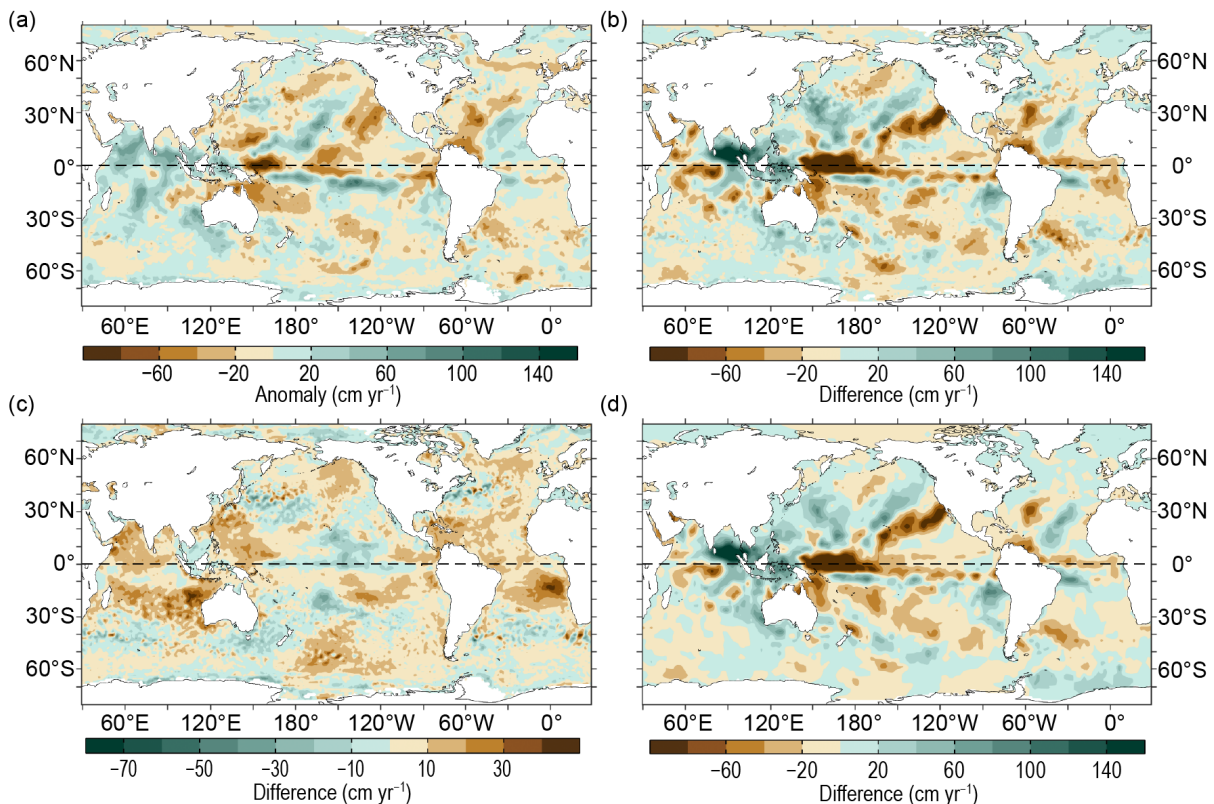 (a) (b)
60°N 60°N
30°N 30°N
0° 0°
30°S 30°S
60°S 60°S
60°E 120°E 180° 120°W 60°W 0° 60°E 120°E 180° 120°W 60°W 0°
−60 −20 20 60 100 140 −60 −20 20 60 100 140
Anomaly (cm yr⁻¹) Difference (cm yr⁻¹)
(c) (d)
60°N 60°N
30°N 30°N
0° 0°
30°S 30°S
60°S 60°S
60°E 120°E 180° 120°W 60°W 0° 60°E 120°E 180° 120°W 60°W 0°
−70 −50 −30 −10 10 30 −60 −20 20 60 100 140
Difference (cm yr⁻¹) Difference (cm yr⁻¹)